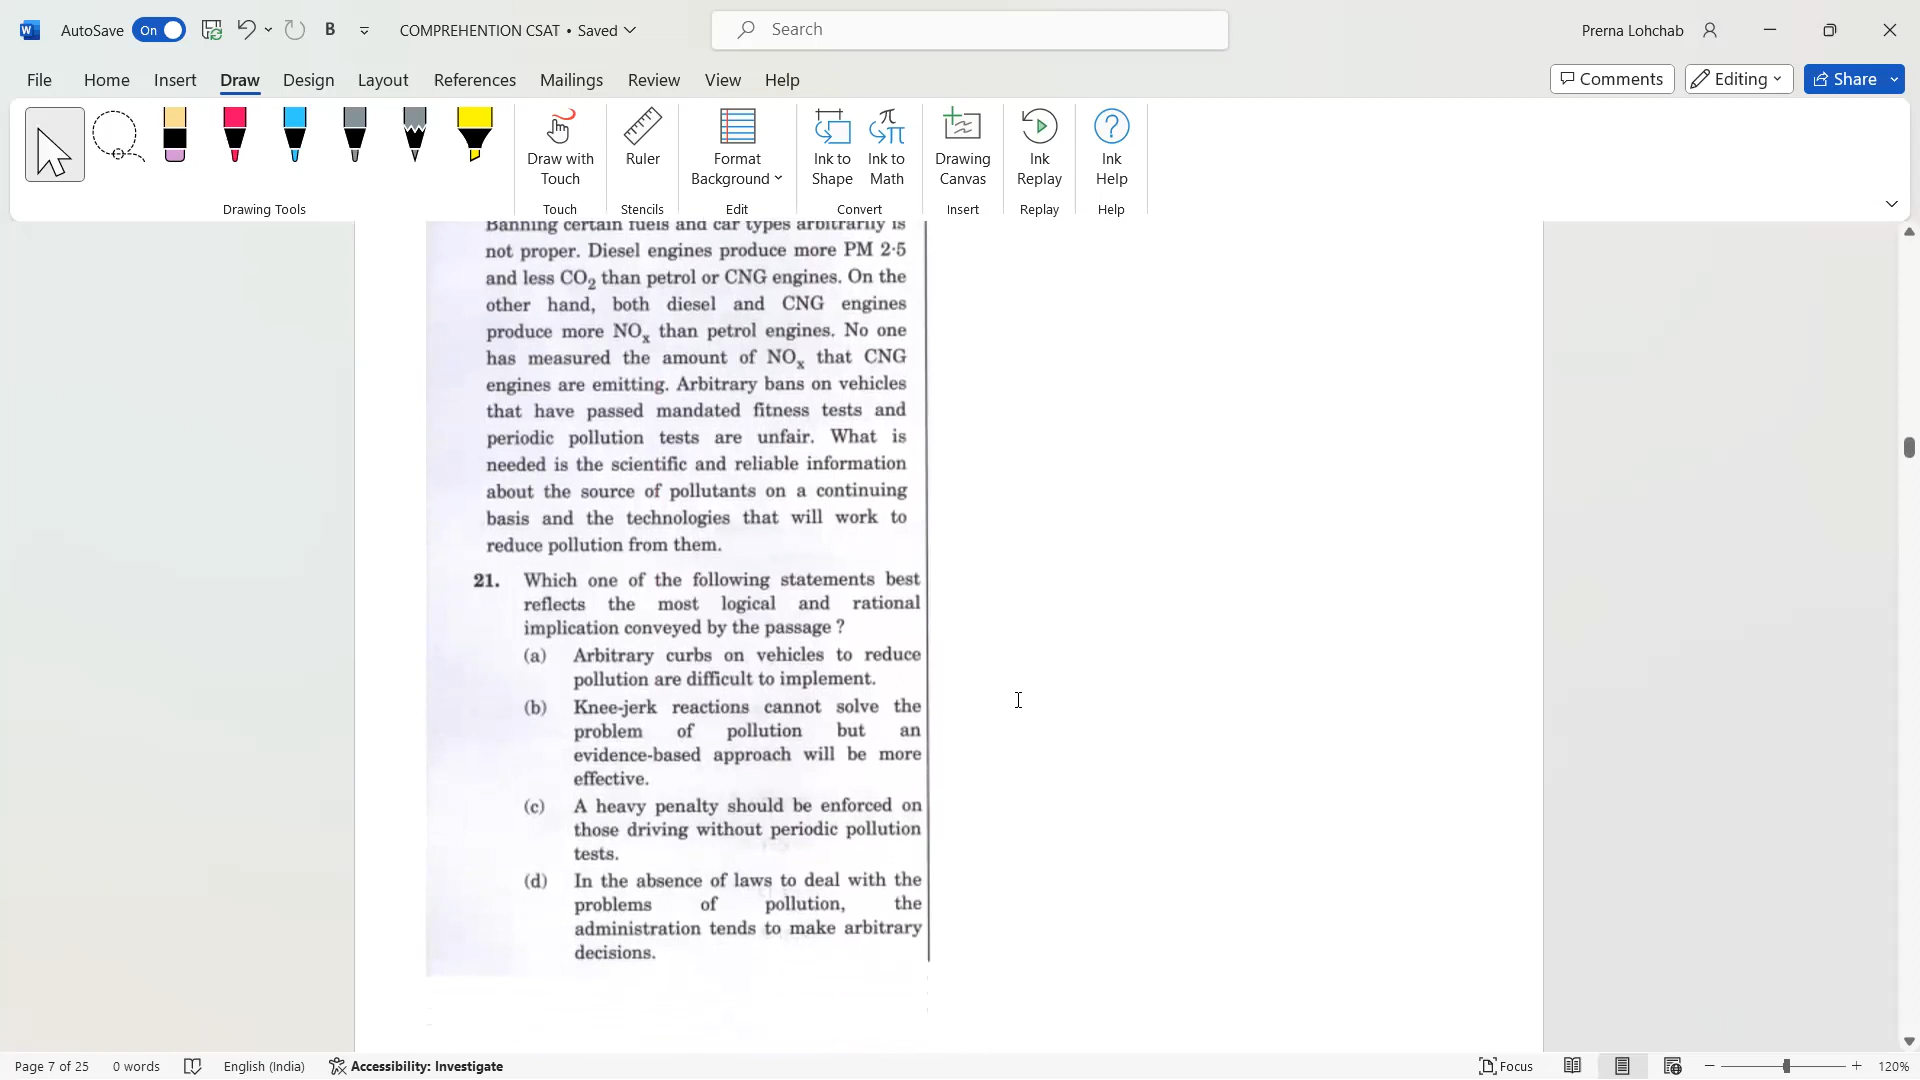 AutoSave On B COMPREHENTION CSAT • Saved Search Prerna Lohchab
File Home Insert Draw Design Layout References Mailings Review View Help Comments Editing Share
Draw with Touch
Ruler
Format Background
Ink to Shape
Ink to Math
Drawing Canvas
Ink Replay
Ink Help
Drawing Tools Touch Stencils Edit Convert Insert Replay Help
Banning certain fuels and car types arbitrarily is
not proper. Diesel engines produce more PM 2·5
and less CO₂ than petrol or CNG engines. On the
other hand, both diesel and CNG engines
produce more NOₓ than petrol engines. No one
has measured the amount of NOₓ that CNG
engines are emitting. Arbitrary bans on vehicles
that have passed mandated fitness tests and
periodic pollution tests are unfair. What is
needed is the scientific and reliable information
about the source of pollutants on a continuing
basis and the technologies that will work to
reduce pollution from them.
21. Which one of the following statements best
reflects the most logical and rational
implication conveyed by the passage ?
(a) Arbitrary curbs on vehicles to reduce
pollution are difficult to implement.
(b) Knee-jerk reactions cannot solve the
problem of pollution but an
evidence-based approach will be more
effective.
(c) A heavy penalty should be enforced on
those driving without periodic pollution
tests.
(d) In the absence of laws to deal with the
problems of pollution, the
administration tends to make arbitrary
decisions.
Page 7 of 25 0 words English (India) Accessibility: Investigate Focus 120%